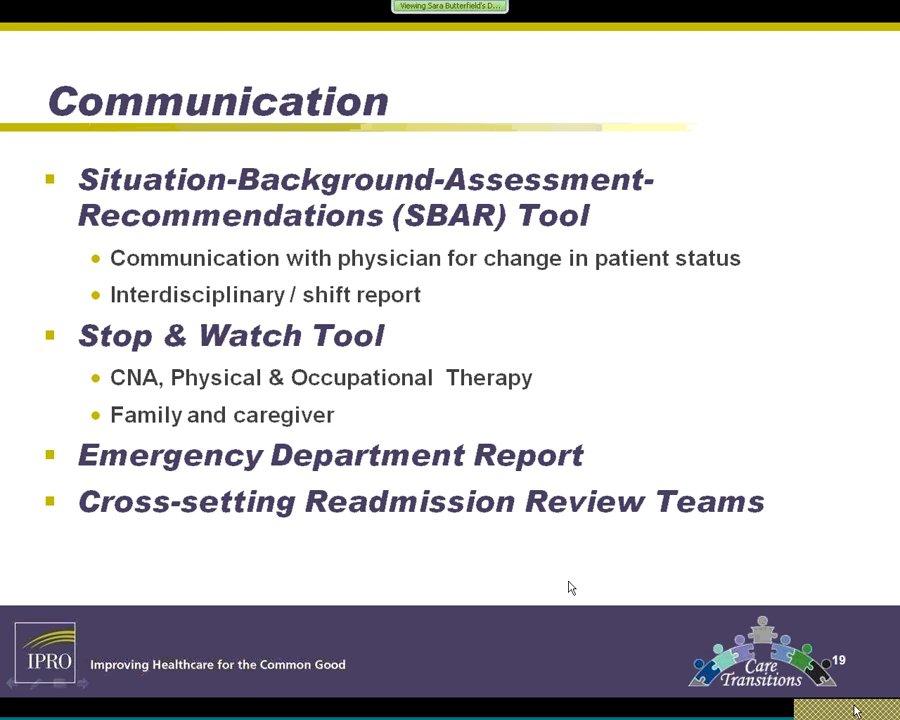 Viewing Sara Butterfield's D...
Communication
Situation-Background-Assessment-
Recommendations (SBAR) Tool
Communication with physician for change in patient status
Interdisciplinary / shift report
Stop & Watch Tool
CNA, Physical & Occupational Therapy
Family and caregiver
Emergency Department Report
Cross-setting Readmission Review Teams
IPRO
Improving Healthcare for the Common Good
Care
Transitions
19